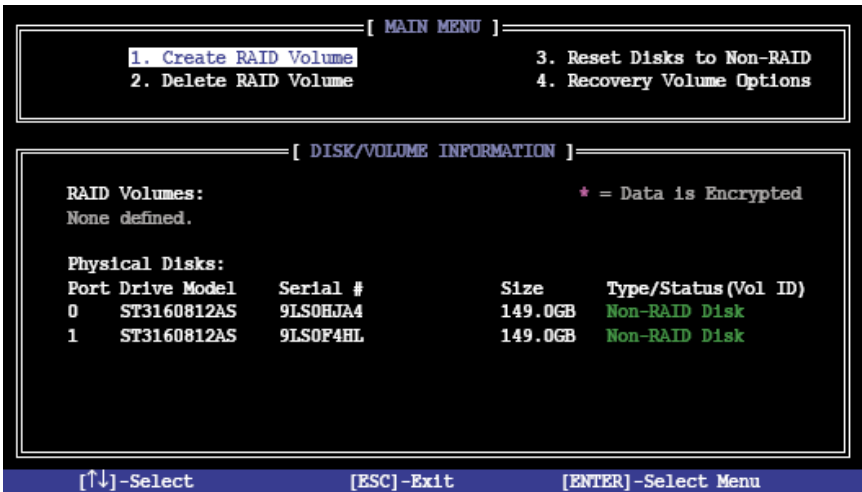 [ MAIN MENU ]
1. Create RAID Volume 3. Reset Disks to Non-RAID
2. Delete RAID Volume 4. Recovery Volume Options
[ DISK/VOLUME INFORMATION ]
RAID Volumes: * = Data is Encrypted
None defined.
Physical Disks:
Port Drive Model Serial # Size Type/Status(Vol ID)
0 ST3160812AS 9LS0HJA4 149.0GB Non-RAID Disk
1 ST3160812AS 9LS0F4HL 149.0GB Non-RAID Disk
[↑↓]-Select [ESC]-Exit [ENTER]-Select Menu